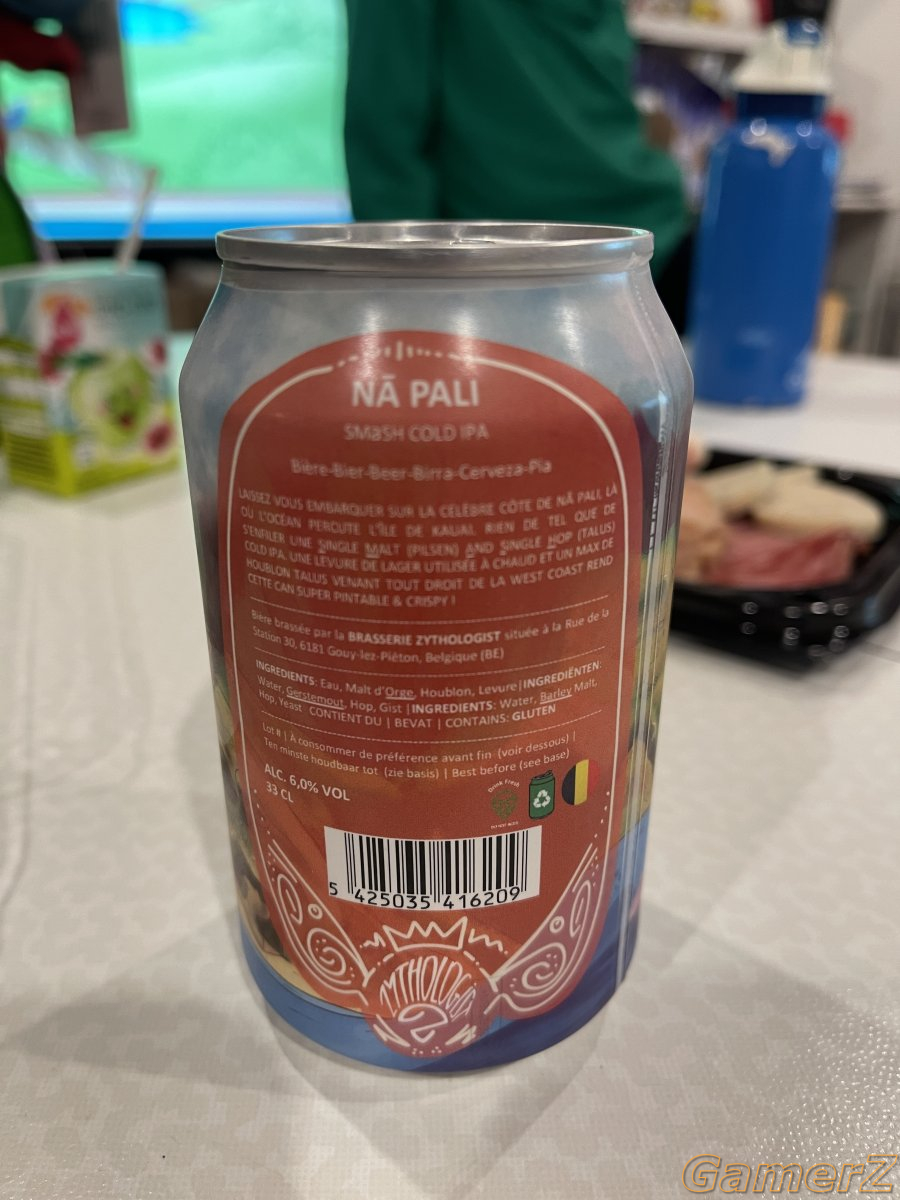 NĀ PALI
SMaSH COLD IPA
Bière-Bier-Beer-Birra-Cerveza-Pia
LAISSEZ VOUS EMBARQUER SUR LA CÉLÈBRE CÔTE DE NĀ PALI, LÀ
OÙ L'OCÉAN PERCUTE L'ÎLE DE KAUAI. RIEN DE TEL QUE DE
S'ENFILER UNE SINGLE MALT (PILSEN) AND SINGLE HOP (TALUS)
COLD IPA. UNE LEVURE DE LAGER UTILISÉE À CHAUD ET UN MAX DE
HOUBLON TALUS VENANT TOUT DROIT DE LA WEST COAST REND
CETTE CAN SUPER PINTABLE & CRISPY !
Bière brassée par la BRASSERIE ZYTHOLOGIST située à la Rue de la
Station 30, 6181 Gouy-lez-Piéton, Belgique (BE)
INGREDIENTS: Eau, Malt d'Orge, Houblon, Levure|INGREDIËNTEN:
Water, Gerstemout, Hop, Gist |INGREDIENTS: Water, Barley Malt,
Hop, Yeast CONTIENT DU | BEVAT | CONTAINS: GLUTEN
Lot # | À consommer de préférence avant fin (voir dessous) |
Ten minste houdbaar tot (zie basis) | Best before (see base)
ALC. 6,0% VOL
33 CL
Drink Fresh
5 425035 416209
ZYTHOLOGIST
GamerZ